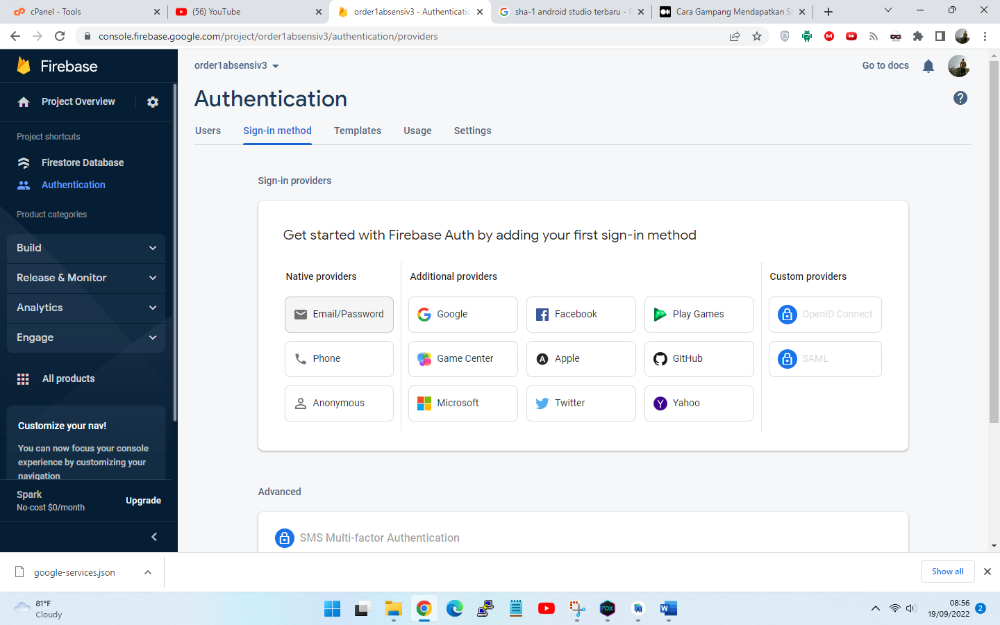 cPanel - Tools
(56) YouTube
order1absensiv3 - Authenticatic
sha-1 android studio terbaru - P
Cara Gampang Mendapatkan SH
console.firebase.google.com/project/order1absensiv3/authentication/providers
Firebase
Project Overview
Project shortcuts
Firestore Database
Authentication
Product categories
Build
Release & Monitor
Analytics
Engage
All products
Customize your nav!
You can now focus your console
experience by customizing your
navigation
Spark
No-cost $0/month
Upgrade
order1absensiv3
Go to docs
Authentication
Users
Sign-in method
Templates
Usage
Settings
Sign-in providers
Get started with Firebase Auth by adding your first sign-in method
Native providers
Additional providers
Custom providers
Email/Password
Google
Facebook
Play Games
OpenID Connect
Phone
Game Center
Apple
GitHub
SAML
Anonymous
Microsoft
Twitter
Yahoo
Advanced
SMS Multi-factor Authentication
google-services.json
Show all
81°F
Cloudy
08:56
19/09/2022
2